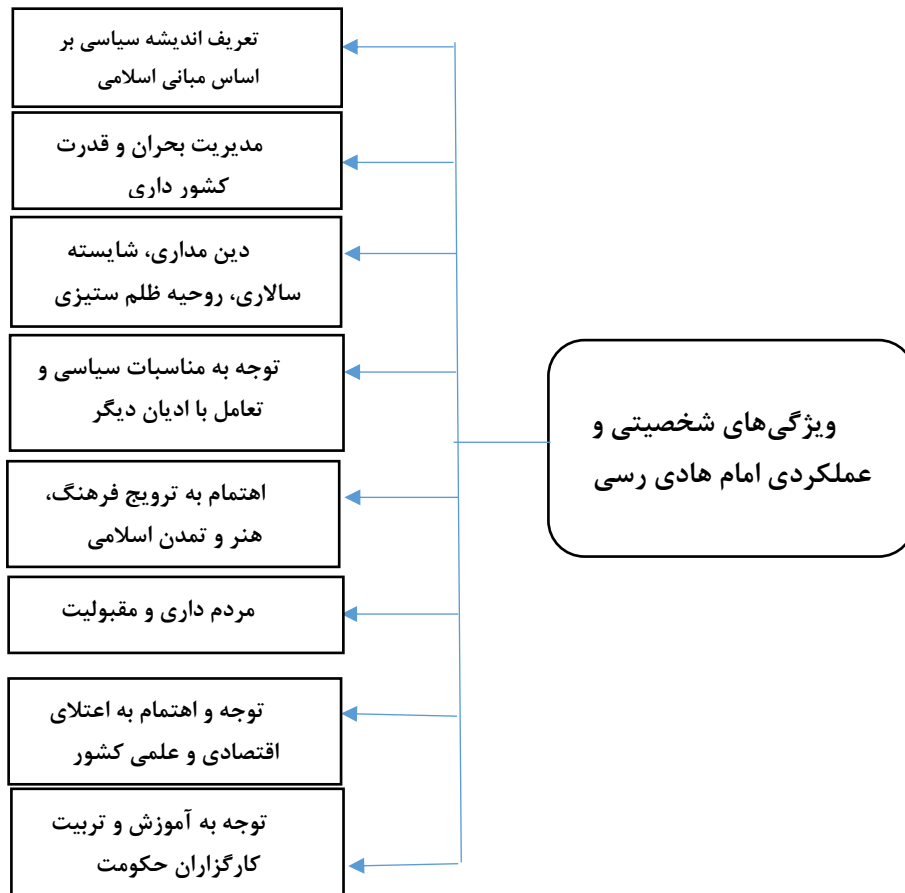 تعریف اندیشه سیاسی بر
اساس مبانی اسلامی
مدیریت بحران و قدرت
کشور داری
دین مداری، شایسته
سالاری، روحیه ظلم ستیزی
توجه به مناسبات سیاسی و
تعامل با ادیان دیگر
ویژگی‌های شخصیتی و
عملکردی امام هادی رسی
اهتمام به ترویج فرهنگ،
هنر و تمدن اسلامی
مردم داری و مقبولیت
توجه و اهتمام به اعتلای
اقتصادی و علمی کشور
توجه به آموزش و تربیت
کارگزاران حکومت